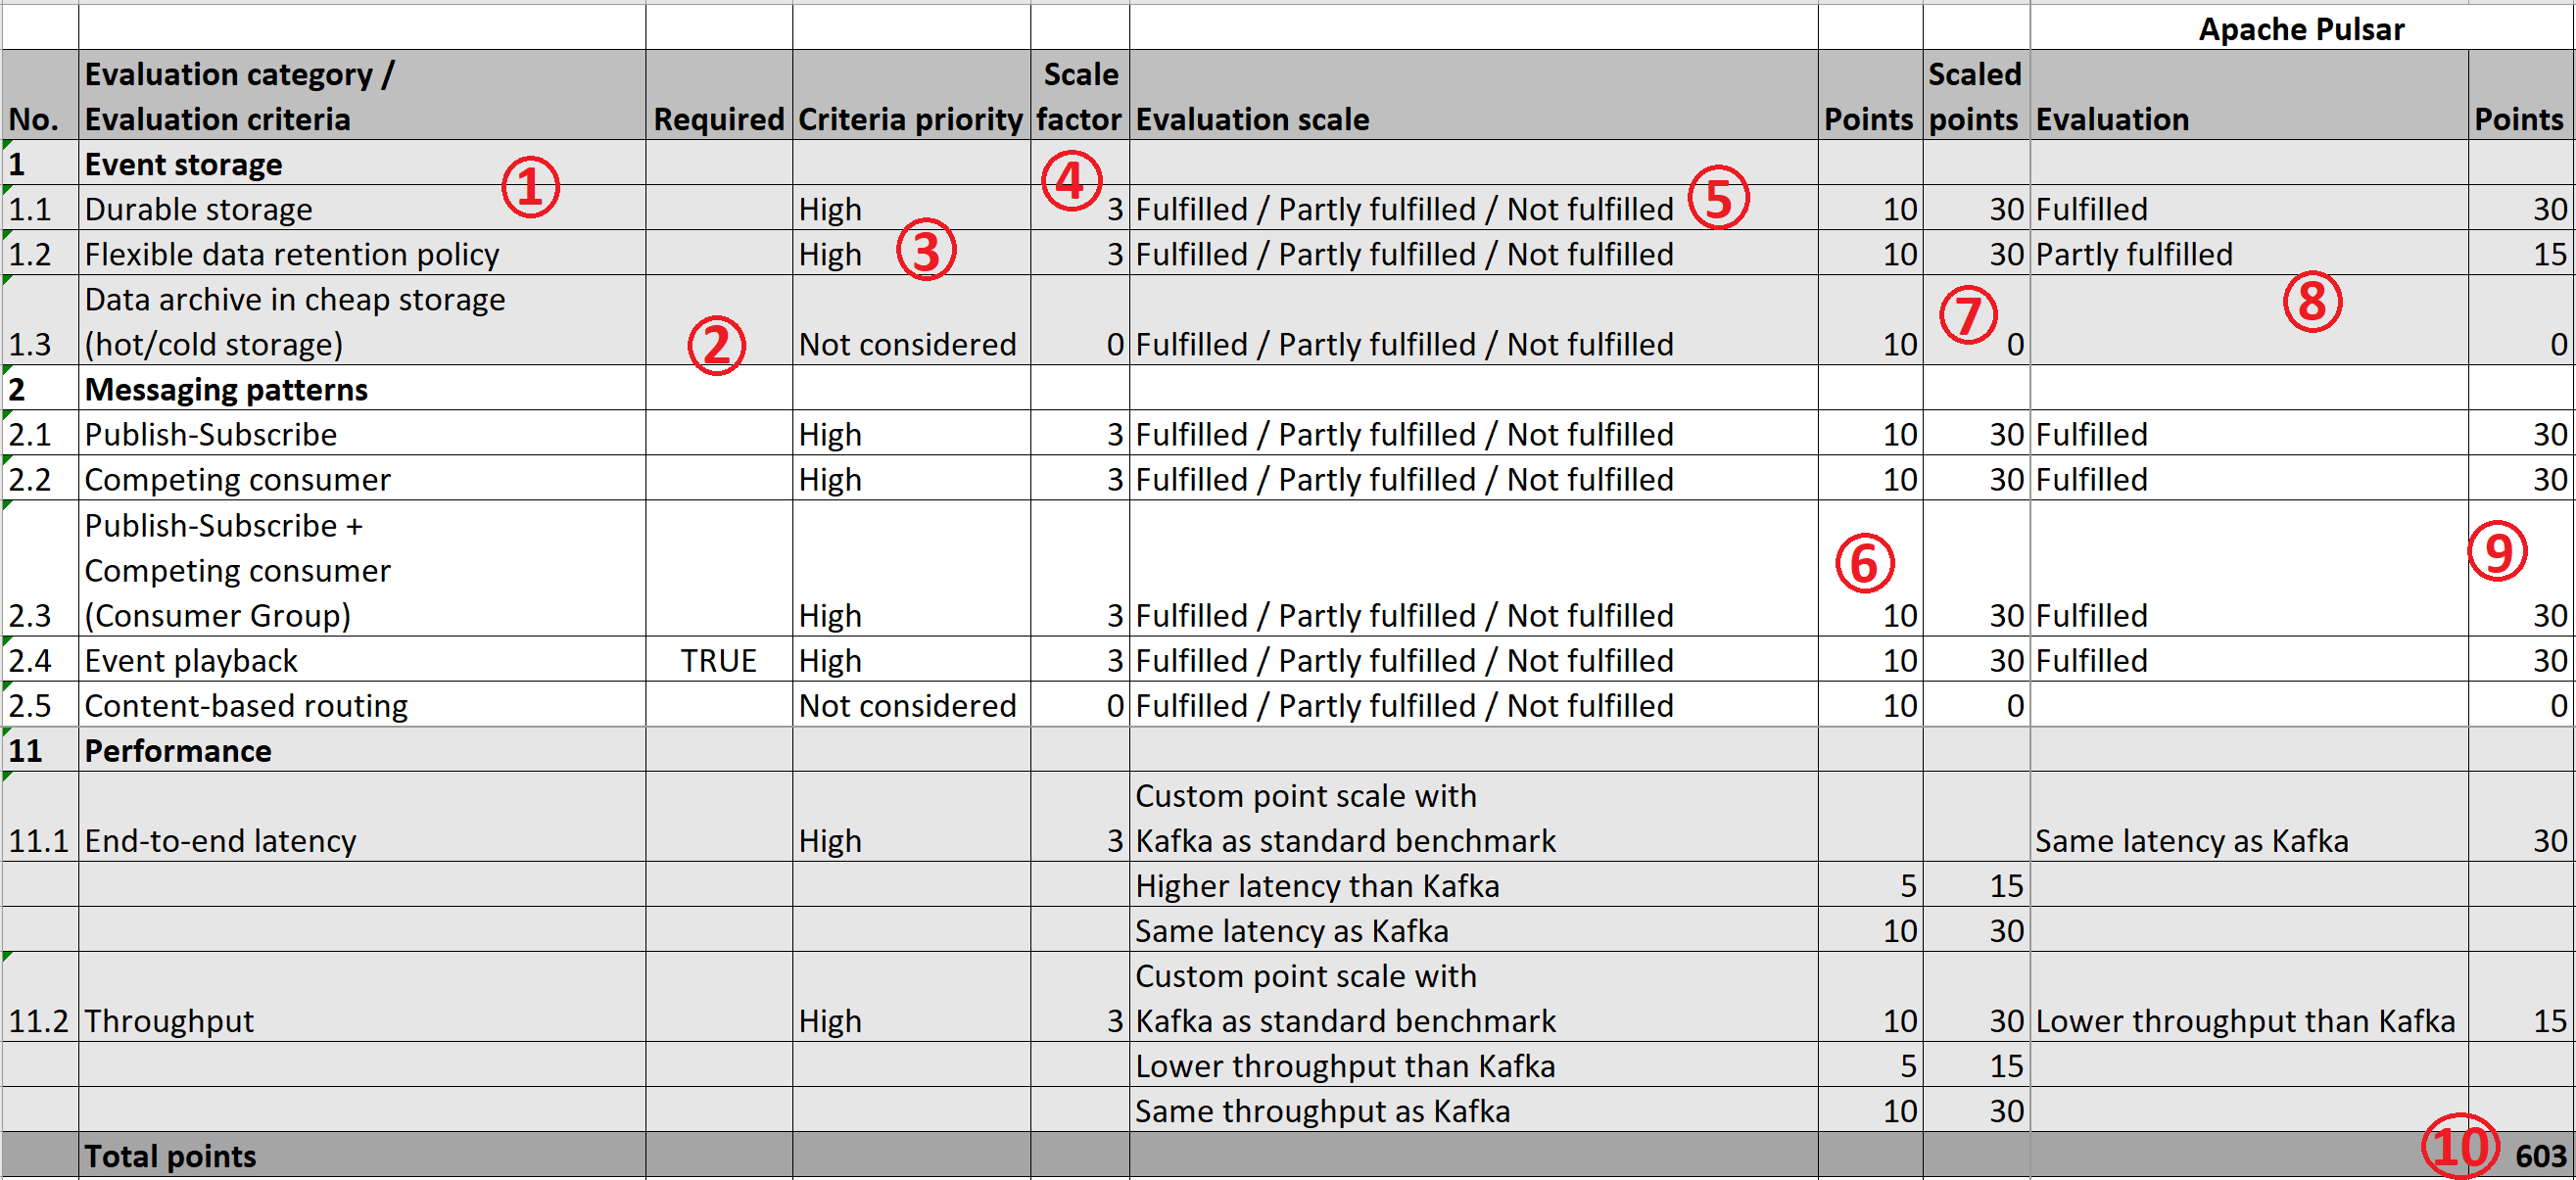 Apache Pulsar
No. Evaluation category / Evaluation criteria Required Criteria priority Scale factor Evaluation scale Points Scaled points Evaluation Points
1 Event storage
① ④ ⑤
1.1 Durable storage High 3 Fulfilled / Partly fulfilled / Not fulfilled 10 30 Fulfilled 30
③
1.2 Flexible data retention policy High 3 Fulfilled / Partly fulfilled / Not fulfilled 10 30 Partly fulfilled 15
② ⑦ ⑧
1.3 Data archive in cheap storage (hot/cold storage) Not considered 0 Fulfilled / Partly fulfilled / Not fulfilled 10 0 0
2 Messaging patterns
2.1 Publish-Subscribe High 3 Fulfilled / Partly fulfilled / Not fulfilled 10 30 Fulfilled 30
2.2 Competing consumer High 3 Fulfilled / Partly fulfilled / Not fulfilled 10 30 Fulfilled 30
⑥ ⑨
2.3 Publish-Subscribe + Competing consumer (Consumer Group) High 3 Fulfilled / Partly fulfilled / Not fulfilled 10 30 Fulfilled 30
2.4 Event playback TRUE High 3 Fulfilled / Partly fulfilled / Not fulfilled 10 30 Fulfilled 30
2.5 Content-based routing Not considered 0 Fulfilled / Partly fulfilled / Not fulfilled 10 0 0
11 Performance
11.1 End-to-end latency High 3 Custom point scale with Kafka as standard benchmark Same latency as Kafka 30
Higher latency than Kafka 5 15
Same latency as Kafka 10 30
11.2 Throughput High 3 Custom point scale with Kafka as standard benchmark 10 30 Lower throughput than Kafka 15
Lower throughput than Kafka 5 15
Same throughput as Kafka 10 30
Total points ⑩ 603